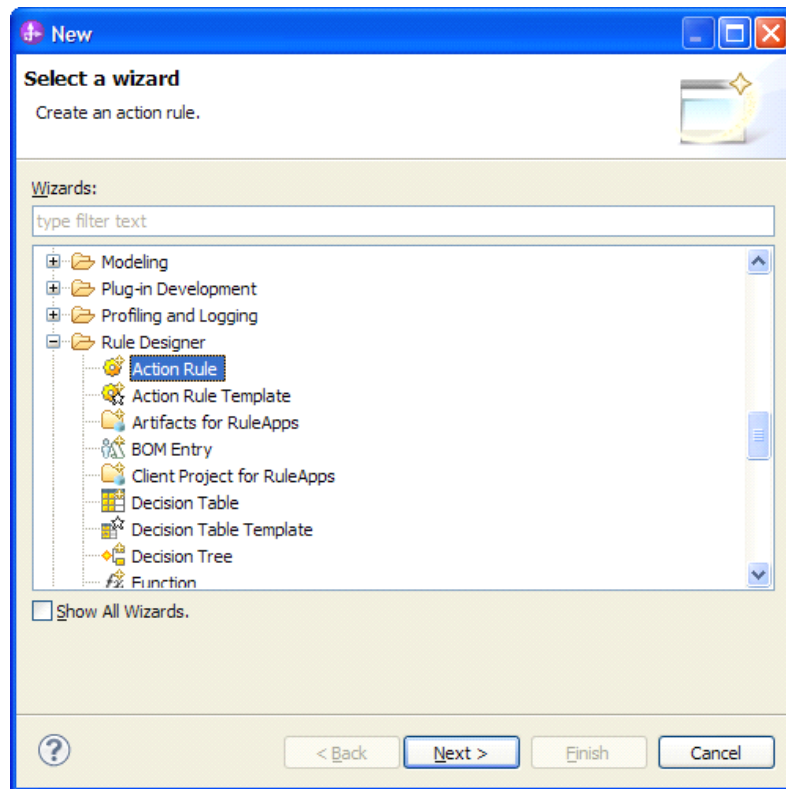 New
Select a wizard
Create an action rule.
Wizards:
type filter text
Modeling
Plug-in Development
Profiling and Logging
Rule Designer
Action Rule
Action Rule Template
Artifacts for RuleApps
BOM Entry
Client Project for RuleApps
Decision Table
Decision Table Template
Decision Tree
Function
Show All Wizards.
? < Back Next > Finish Cancel